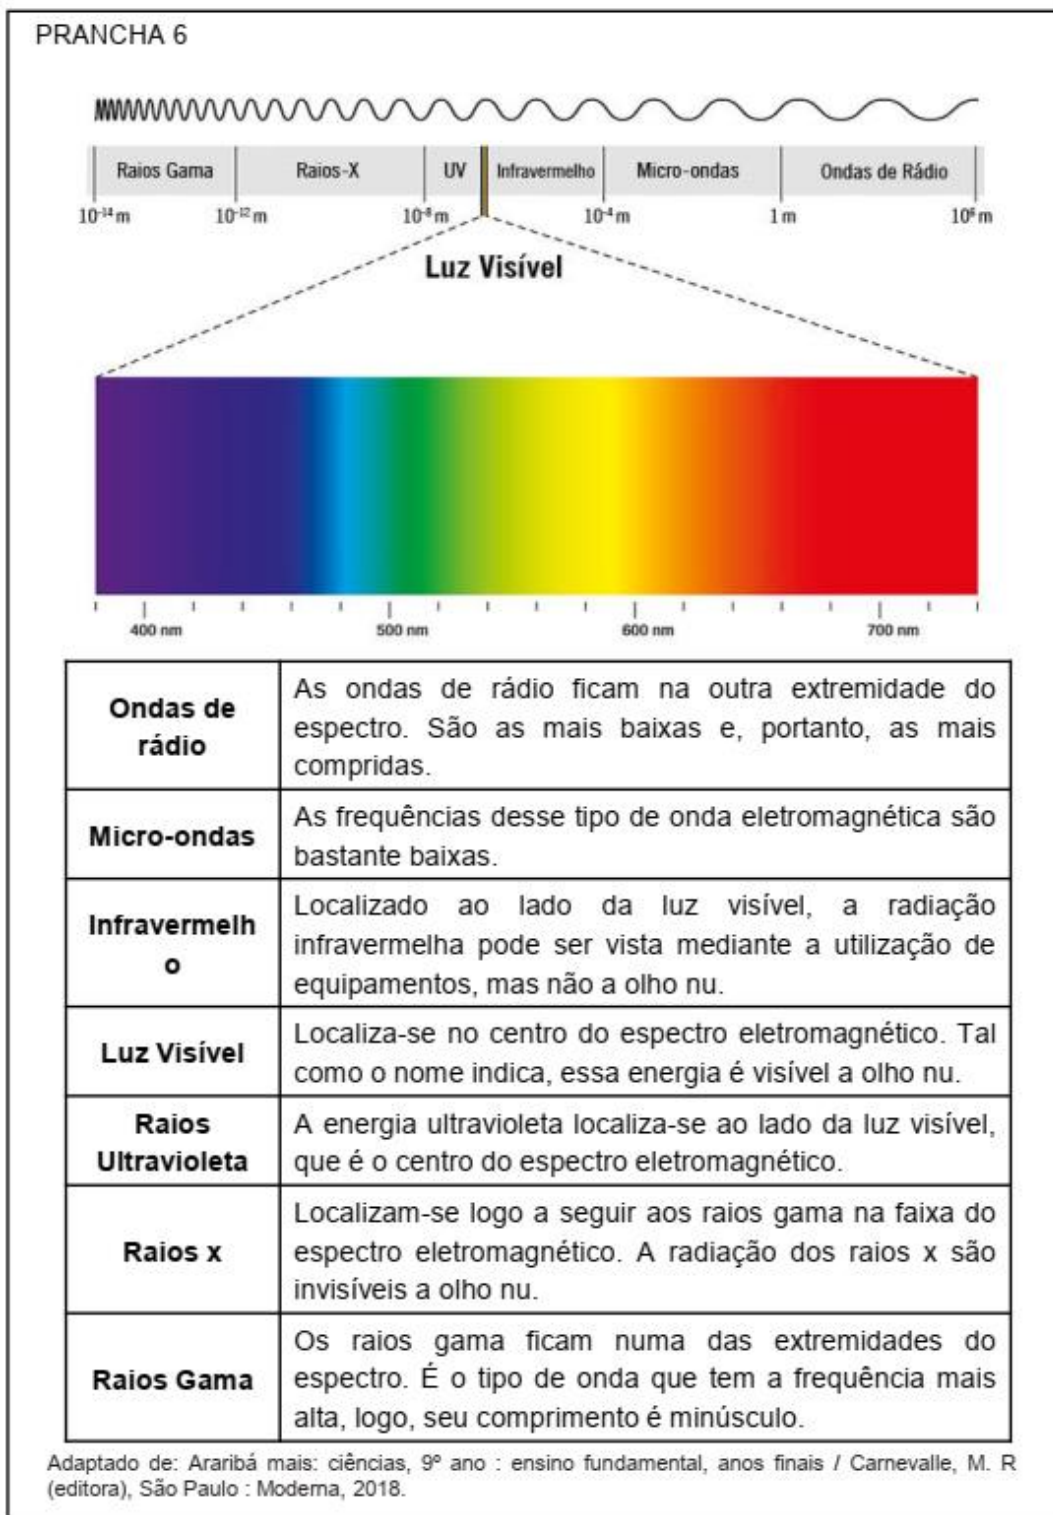 PRANCHA 6
Raios Gama Raios-X UV Infravermelho Micro-ondas Ondas de Rádio
10⁻¹⁴ m 10⁻¹² m 10⁻⁸ m 10⁻⁴ m 1 m 10⁶ m
Luz Visível
400 nm 500 nm 600 nm 700 nm
Ondas de
rádio
As ondas de rádio ficam na outra extremidade do
espectro. São as mais baixas e, portanto, as mais
compridas.
Micro-ondas
As frequências desse tipo de onda eletromagnética são
bastante baixas.
Infravermelh
o
Localizado ao lado da luz visível, a radiação
infravermelha pode ser vista mediante a utilização de
equipamentos, mas não a olho nu.
Luz Visível
Localiza-se no centro do espectro eletromagnético. Tal
como o nome indica, essa energia é visível a olho nu.
Raios
Ultravioleta
A energia ultravioleta localiza-se ao lado da luz visível,
que é o centro do espectro eletromagnético.
Raios x
Localizam-se logo a seguir aos raios gama na faixa do
espectro eletromagnético. A radiação dos raios x são
invisíveis a olho nu.
Raios Gama
Os raios gama ficam numa das extremidades do
espectro. É o tipo de onda que tem a frequência mais
alta, logo, seu comprimento é minúsculo.
Adaptado de: Araribá mais: ciências, 9º ano : ensino fundamental, anos finais / Carnevalle, M. R
(editora), São Paulo : Moderna, 2018.